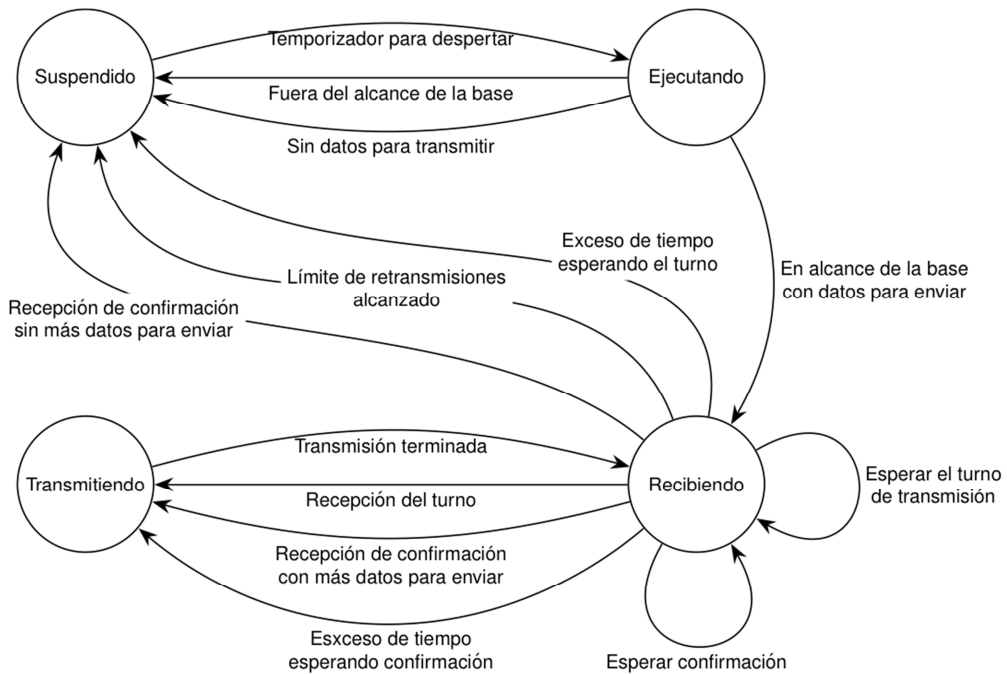 Temporizador para despertar
Suspendido
Ejecutando
Fuera del alcance de la base
Sin datos para transmitir
Exceso de tiempo
esperando el turno
En alcance de la base
con datos para enviar
Límite de retransmisiones
alcanzado
Recepción de confirmación
sin más datos para enviar
Transmisión terminada
Transmitiendo
Recibiendo
Esperar el turno
de transmisión
Recepción del turno
Recepción de confirmación
con más datos para enviar
Esxceso de tiempo
esperando confirmación
Esperar confirmación